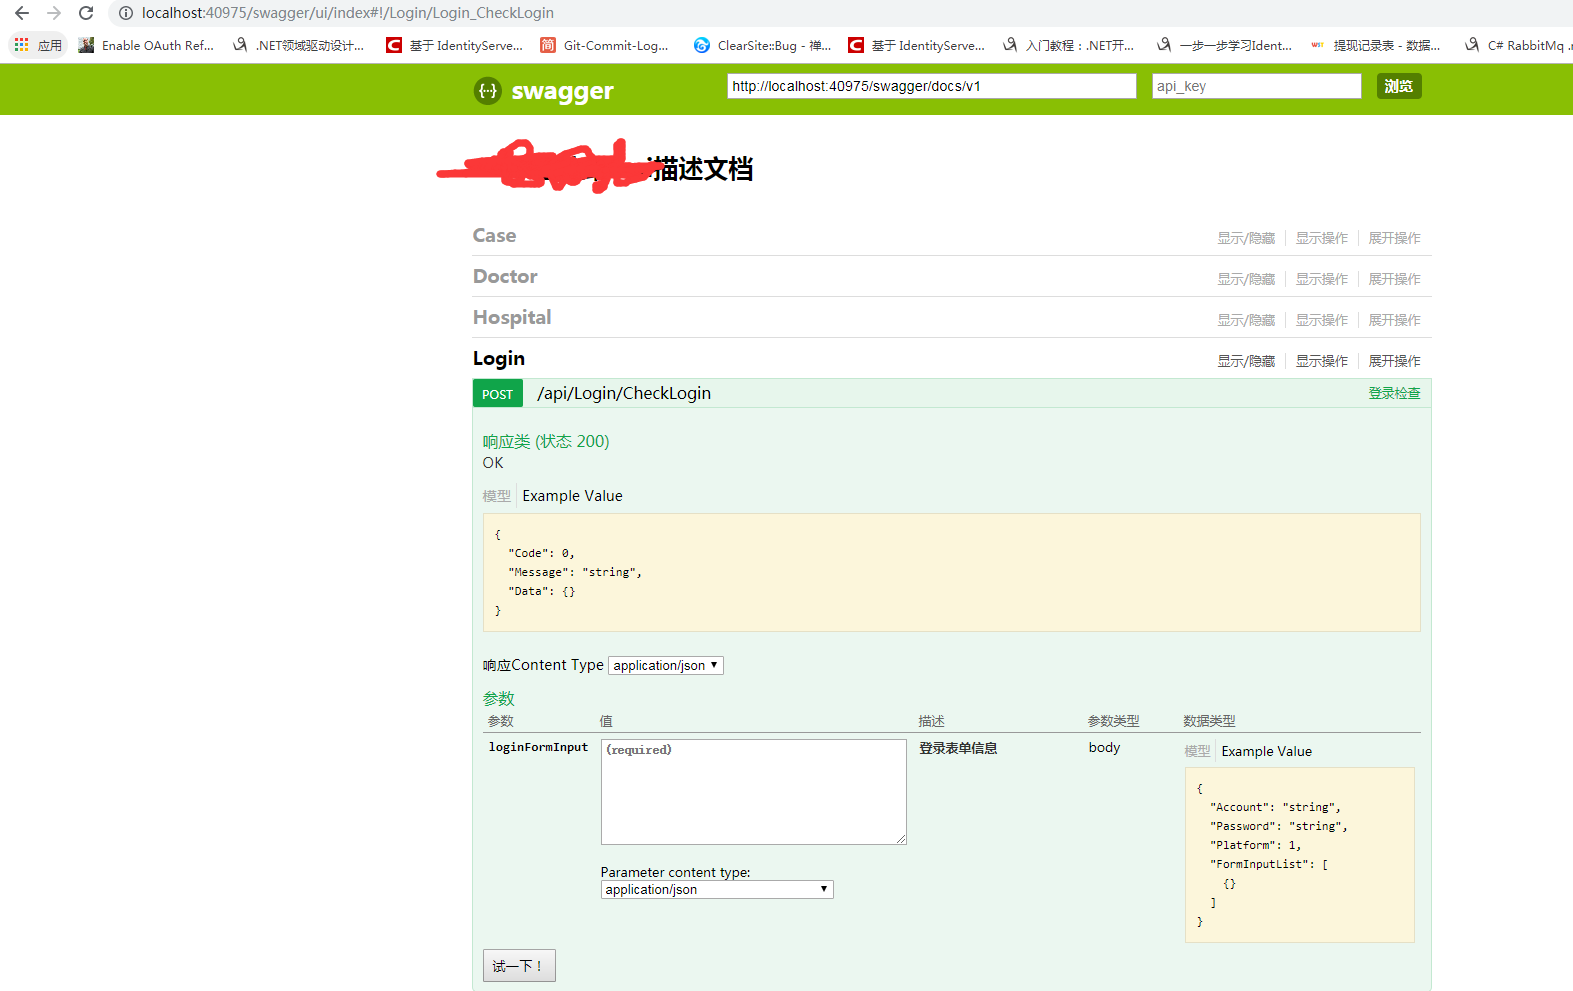 localhost:40975/swagger/ui/index#!/Login/Login_CheckLogin
应用 Enable OAuth Ref... .NET领域驱动设计... 基于 IdentityServe... Git-Commit-Log... ClearSite::Bug - 禅... 基于 IdentityServe... 入门教程：.NET开... 一步一步学习Ident... 提现记录表 - 数据... C# RabbitMq
swagger http://localhost:40975/swagger/docs/v1 api_key 浏览
i描述文档
Case 显示/隐藏 显示操作 展开操作
Doctor 显示/隐藏 显示操作 展开操作
Hospital 显示/隐藏 显示操作 展开操作
Login 显示/隐藏 显示操作 展开操作
POST /api/Login/CheckLogin 登录检查
响应类 (状态 200)
OK
模型 Example Value
{
"Code": 0,
"Message": "string",
"Data": {}
}
响应Content Type application/json
参数
参数 值 描述 参数类型 数据类型
loginFormInput (required) 登录表单信息 body 模型 Example Value
{
"Account": "string",
"Password": "string",
"Platform": 1,
"FormInputList": [
{}
]
}
Parameter content type:
application/json
试一下！